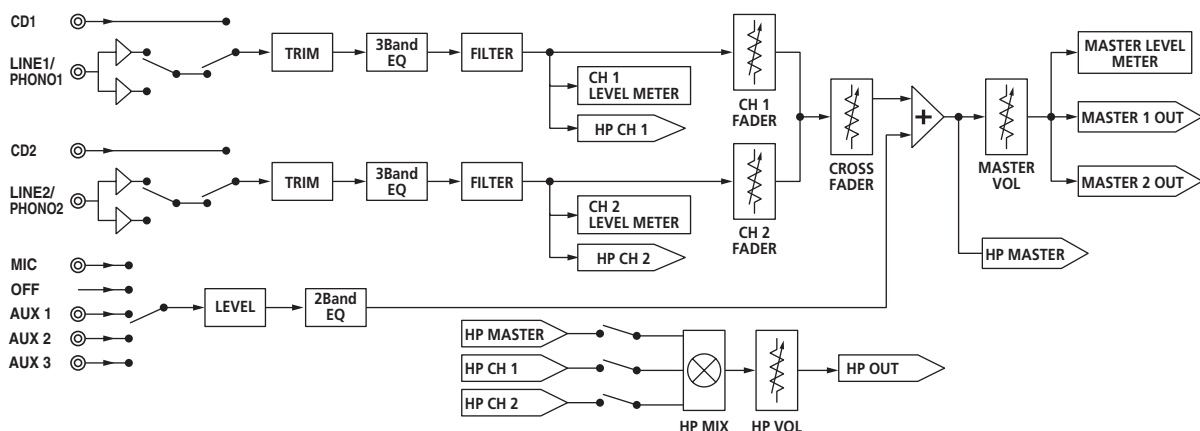 CD1
LINE1/
PHONO1
TRIM
3Band
EQ
FILTER
CH 1
LEVEL METER
HP CH 1
CH 1
FADER
CD2
LINE2/
PHONO2
TRIM
3Band
EQ
FILTER
CH 2
LEVEL METER
HP CH 2
CH 2
FADER
CROSS
FADER
+
MASTER
VOL
MASTER LEVEL
METER
MASTER 1 OUT
MASTER 2 OUT
HP MASTER
MIC
OFF
AUX 1
AUX 2
AUX 3
LEVEL
2Band
EQ
HP MASTER
HP CH 1
HP CH 2
HP MIX
HP VOL
HP OUT